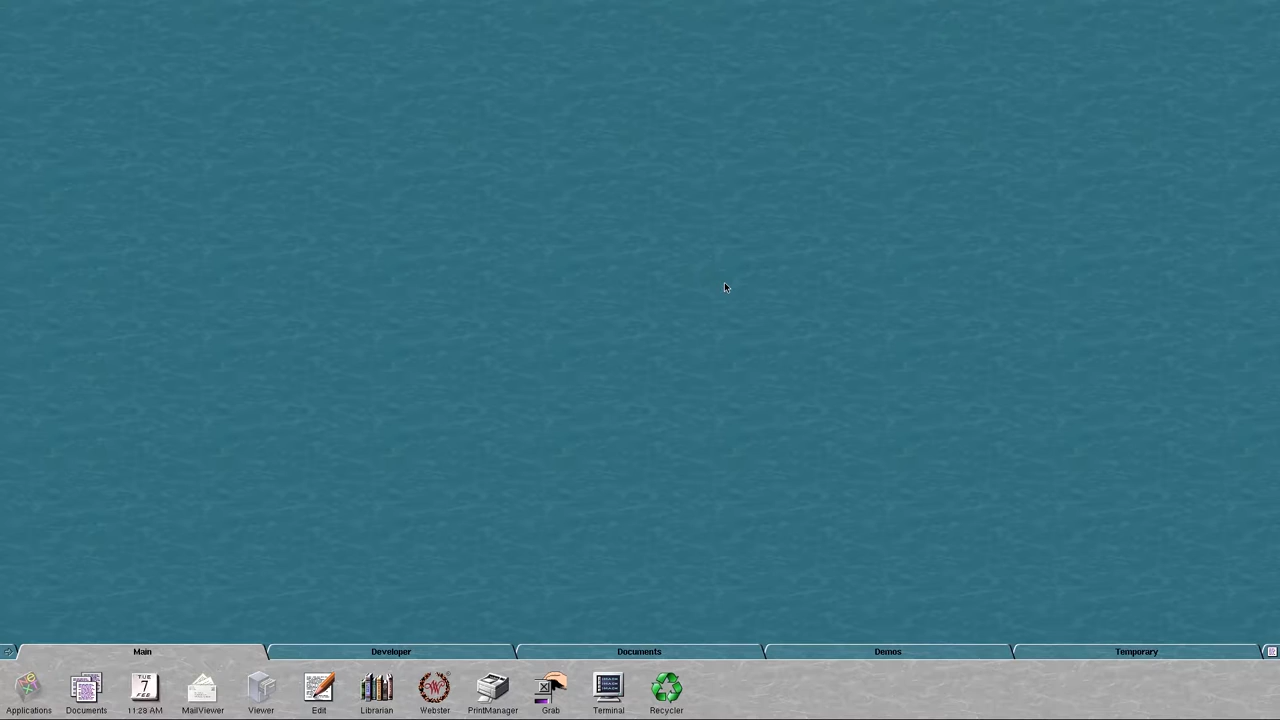 Main Developer Documents Demos Temporary
TUE
7
FEB
Applications Documents 11:28 AM MailViewer Viewer Edit Librarian Webster PrintManager Grab Terminal Recycler